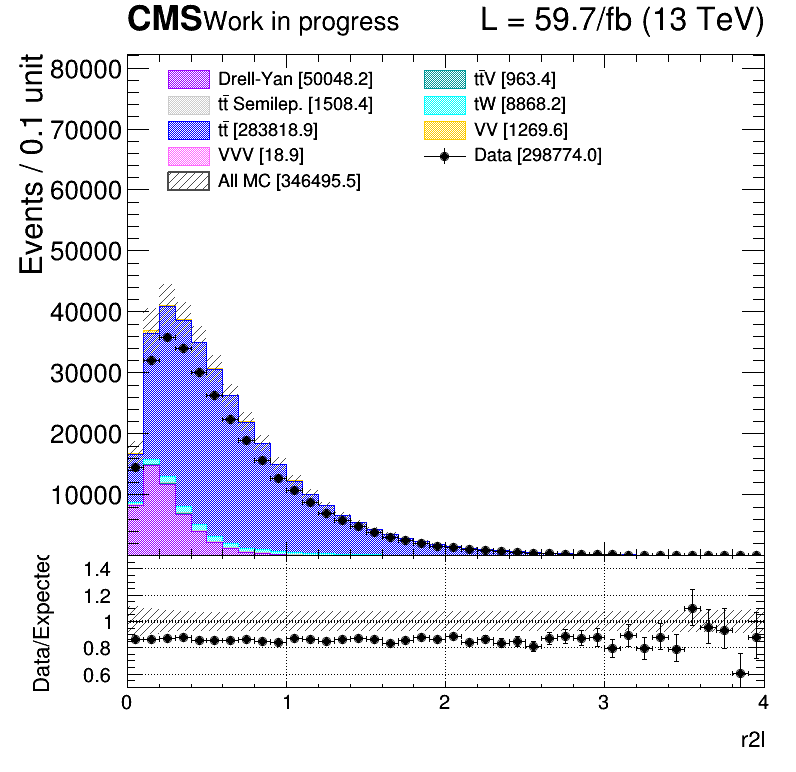 CMS Work in progress L = 59.7/fb (13 TeV)
Events / 0.1 unit
80000
70000
60000
50000
40000
30000
20000
10000
Drell-Yan [50048.2]
tt̄ Semilep. [1508.4]
tt̄ [283818.9]
VVV [18.9]
All MC [346495.5]
tt̄V [963.4]
tW [8868.2]
VV [1269.6]
Data [298774.0]
Data/Expected
1.4
1.2
1
0.8
0.6
0 1 2 3 4
r2l